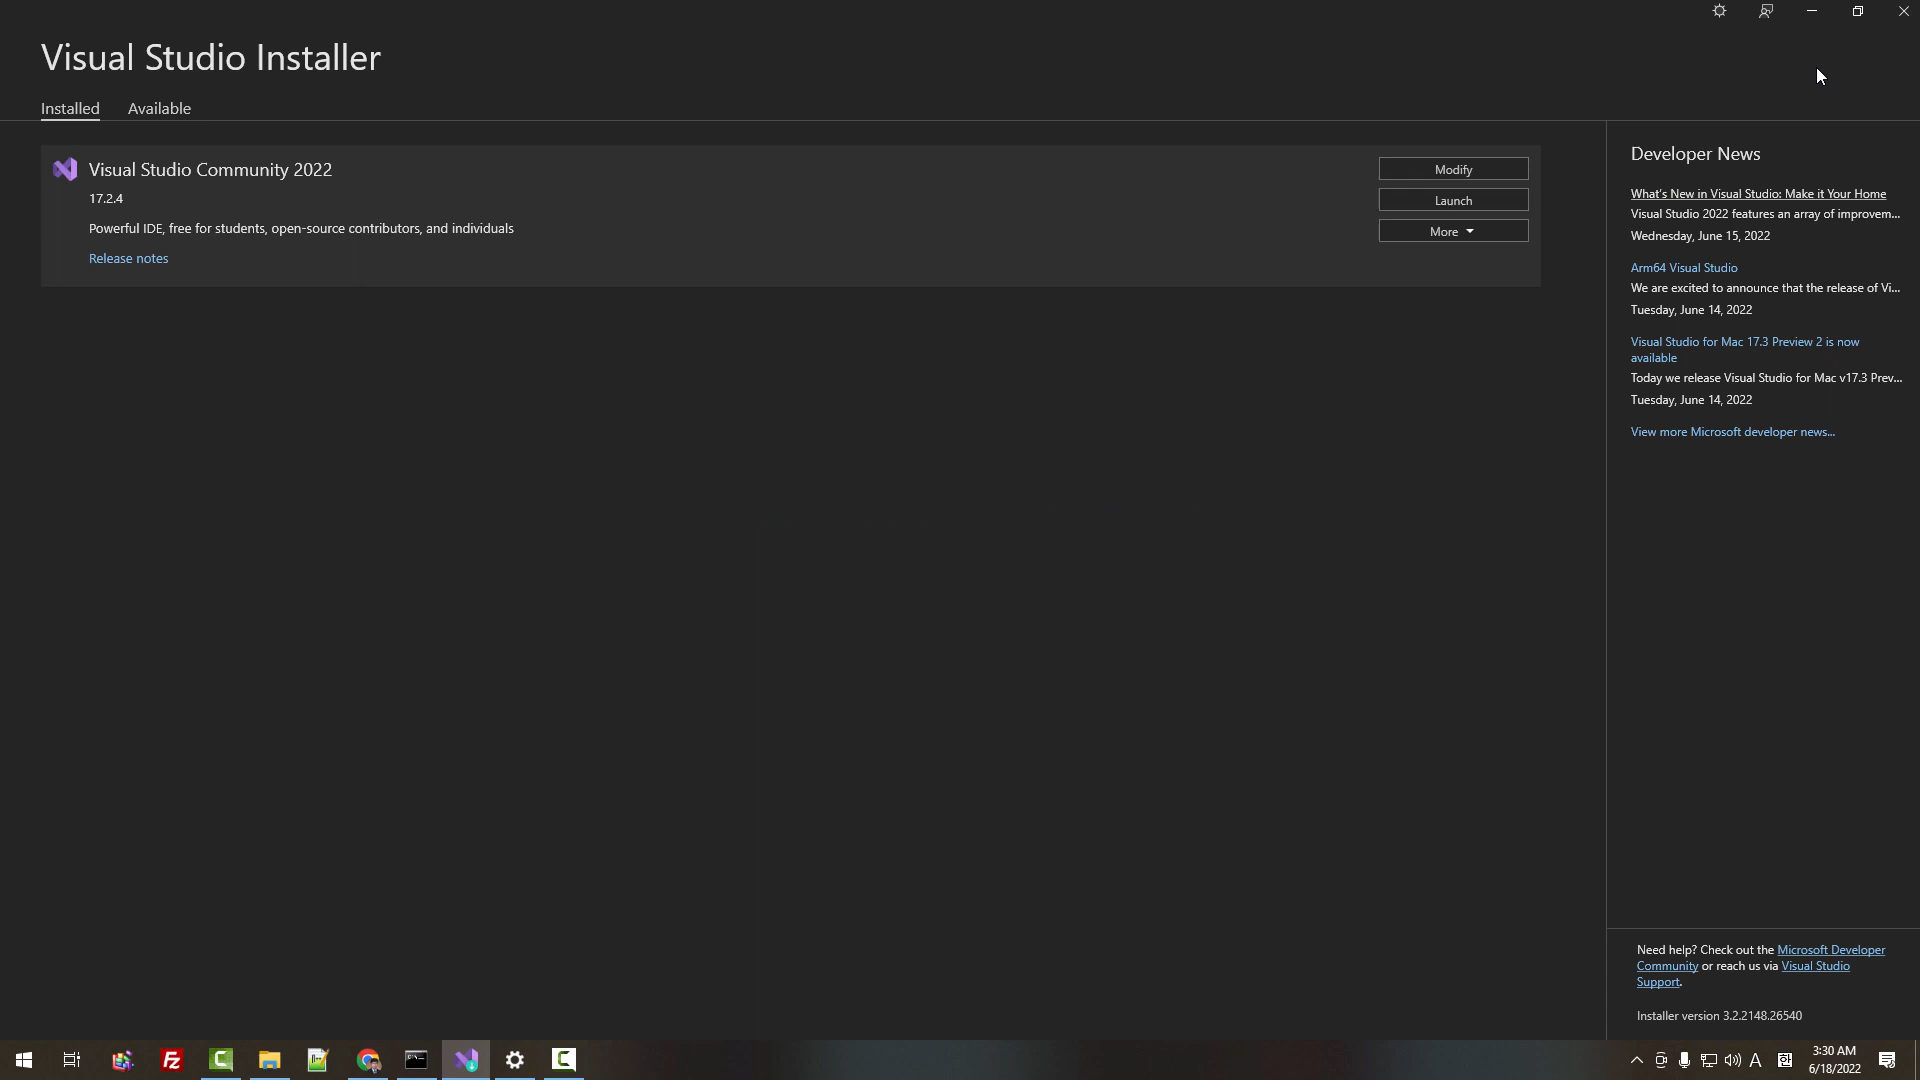 Visual Studio Installer
Installed
Available
Visual Studio Community 2022
17.2.4
Powerful IDE, free for students, open-source contributors, and individuals
Release notes
Modify
Launch
More
Developer News
What's New in Visual Studio: Make it Your Home
Visual Studio 2022 features an array of improvem...
Wednesday, June 15, 2022
Arm64 Visual Studio
We are excited to announce that the release of Vi...
Tuesday, June 14, 2022
Visual Studio for Mac 17.3 Preview 2 is now
available
Today we release Visual Studio for Mac v17.3 Prev...
Tuesday, June 14, 2022
View more Microsoft developer news...
Need help? Check out the Microsoft Developer
Community or reach us via Visual Studio
Support.
Installer version 3.2.2148.26540
Fz
A
3:30 AM
6/18/2022